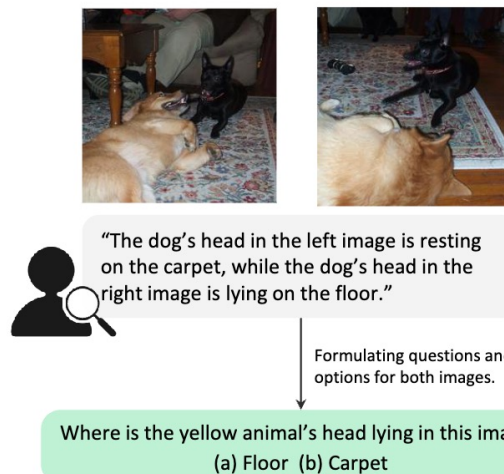 “The dog’s head in the left image is resting
on the carpet, while the dog’s head in the
right image is lying on the floor.”
Formulating questions an
options for both images.
Where is the yellow animal’s head lying in this ima
(a) Floor (b) Carpet